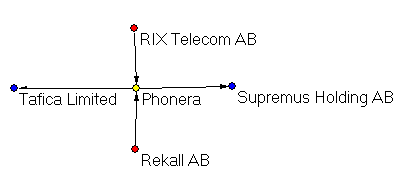 RIX Telecom AB
Tafica Limited
Phonera
Supremus Holding AB
Rekall AB